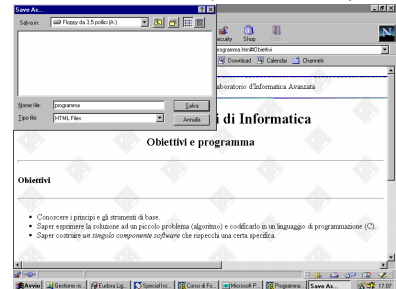 Save As...
Salva in: Floppy da 3,5 pollici (A:)
Nome file: programma Salva
Tipo file: HTML Files Annulla
Security Shop
programma.html#Obiettivi
Download Calendar Channels
Laboratorio d'Informatica Avanzata
i di Informatica
Obiettivi e programma
Obiettivi
Conoscere i principi e gli strumenti di base.
Saper esprimere la soluzione ad un piccolo problema (algoritmo) e codificarlo in un linguaggio di programmazione (C).
Saper costruire un singolo componente software che rispecchi una certa specifica.
Avvio Gestione ris... Eudora Lig... Special Iss... Corso di Fo... Microsoft P... Programma ... Save As... 17.07